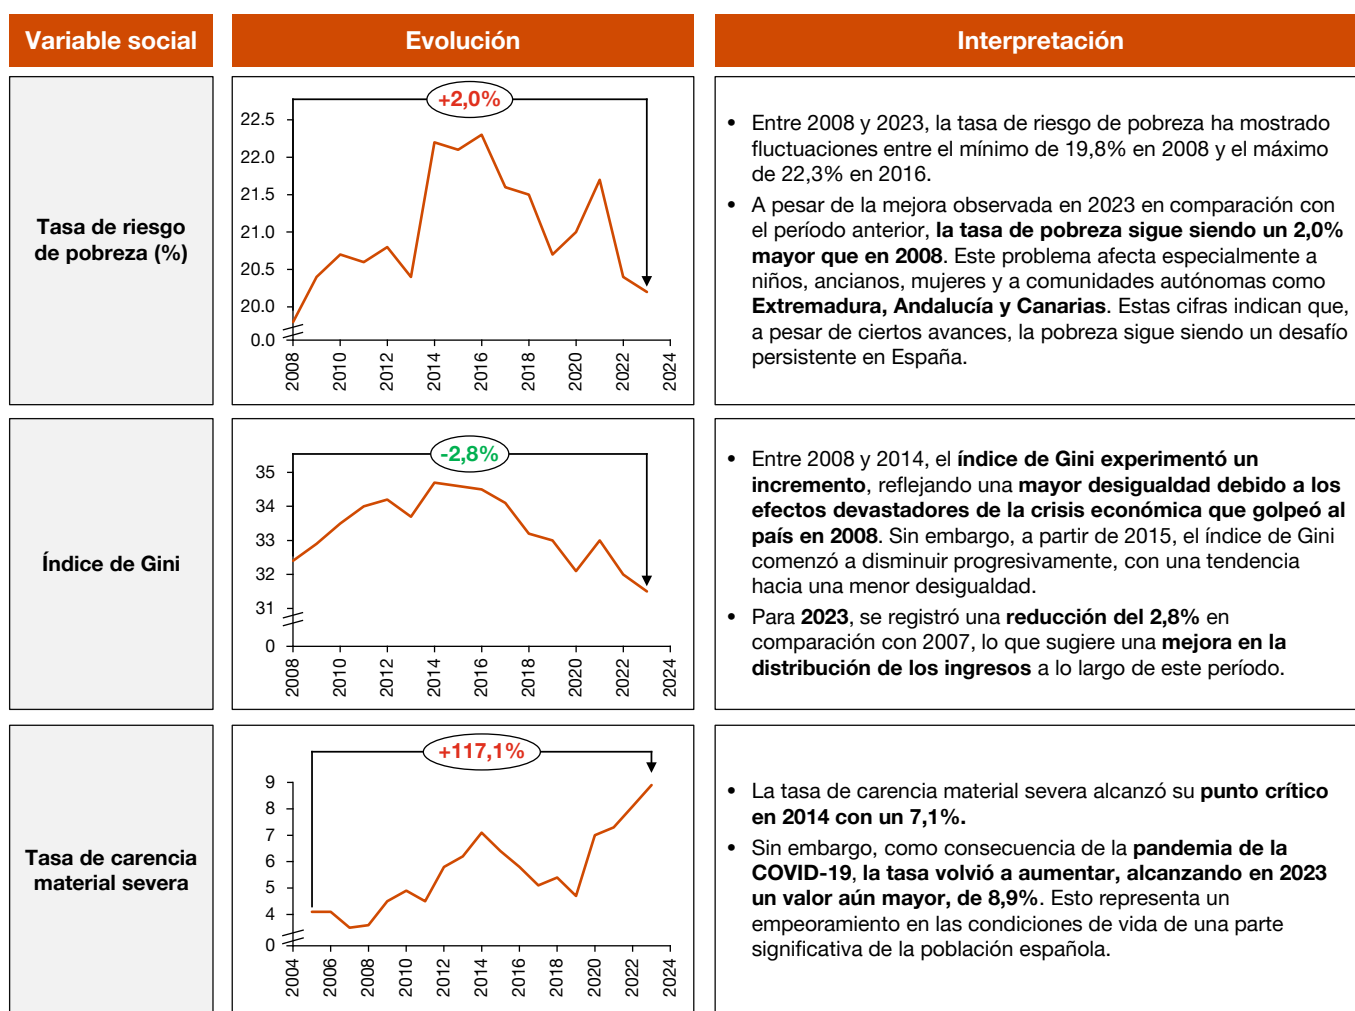 Variable social
Evolución
Interpretación
Tasa de riesgo
de pobreza (%)
+2,0%
22.5
22.0
21.5
21.0
20.5
20.0
0.0
2008
2010
2012
2014
2016
2018
2020
2022
2024
• Entre 2008 y 2023, la tasa de riesgo de pobreza ha mostrado
fluctuaciones entre el mínimo de 19,8% en 2008 y el máximo
de 22,3% en 2016.
• A pesar de la mejora observada en 2023 en comparación con
el período anterior, la tasa de pobreza sigue siendo un 2,0%
mayor que en 2008. Este problema afecta especialmente a
niños, ancianos, mujeres y a comunidades autónomas como
Extremadura, Andalucía y Canarias. Estas cifras indican que,
a pesar de ciertos avances, la pobreza sigue siendo un desafío
persistente en España.
Índice de Gini
-2,8%
35
34
33
32
31
0
2008
2010
2012
2014
2016
2018
2020
2022
2024
• Entre 2008 y 2014, el índice de Gini experimentó un
incremento, reflejando una mayor desigualdad debido a los
efectos devastadores de la crisis económica que golpeó al
país en 2008. Sin embargo, a partir de 2015, el índice de Gini
comenzó a disminuir progresivamente, con una tendencia
hacia una menor desigualdad.
• Para 2023, se registró una reducción del 2,8% en
comparación con 2007, lo que sugiere una mejora en la
distribución de los ingresos a lo largo de este período.
Tasa de carencia
material severa
+117,1%
9
8
7
6
5
4
0
2004
2006
2008
2010
2012
2014
2016
2018
2020
2022
2024
• La tasa de carencia material severa alcanzó su punto crítico
en 2014 con un 7,1%.
• Sin embargo, como consecuencia de la pandemia de la
COVID-19, la tasa volvió a aumentar, alcanzando en 2023
un valor aún mayor, de 8,9%. Esto representa un
empeoramiento en las condiciones de vida de una parte
significativa de la población española.